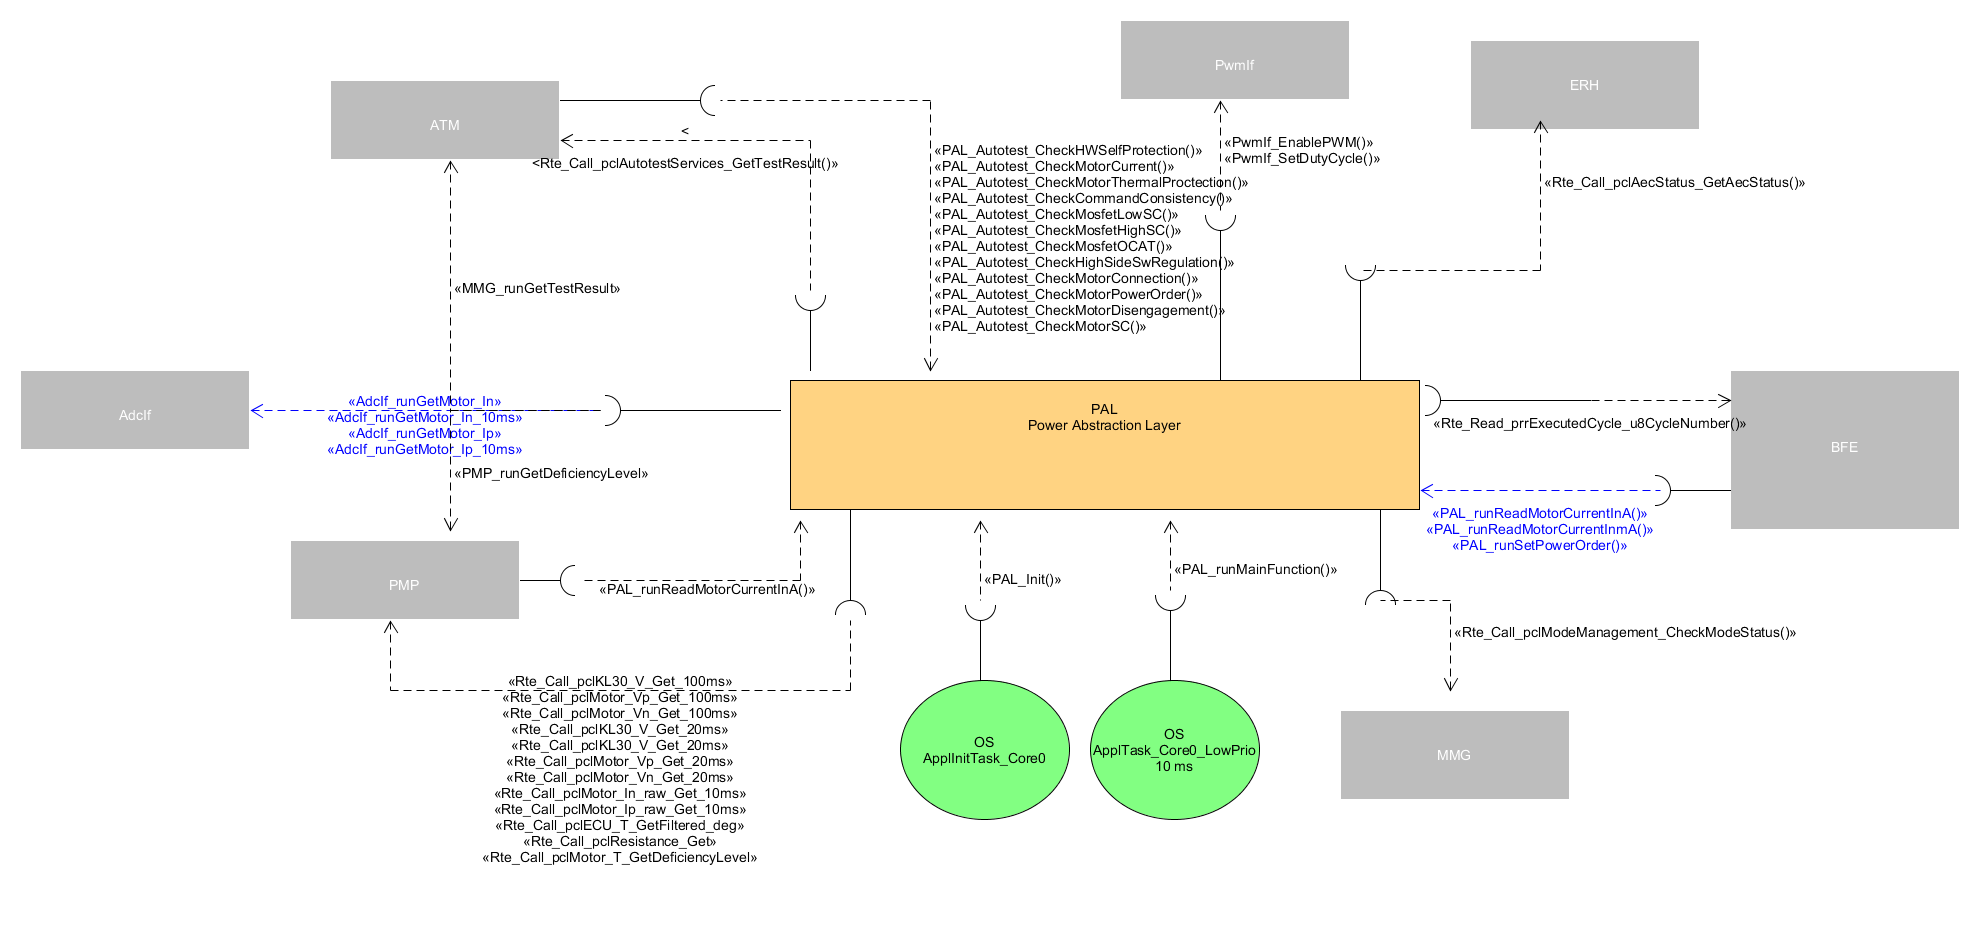 PwmIf
ERH
ATM
<
<Rte_Call_pclAutotestServices_GetTestResult()»
«PAL_Autotest_CheckHWSelfProtection()»
«PAL_Autotest_CheckMotorCurrent()»
«PAL_Autotest_CheckMotorThermalProctection()»
«PAL_Autotest_CheckCommandConsistency()»
«PAL_Autotest_CheckMosfetLowSC()»
«PAL_Autotest_CheckMosfetHighSC()»
«PAL_Autotest_CheckMosfetOCAT()»
«PAL_Autotest_CheckHighSideSwRegulation()»
«PAL_Autotest_CheckMotorConnection()»
«PAL_Autotest_CheckMotorPowerOrder()»
«PAL_Autotest_CheckMotorDisengagement()»
«PAL_Autotest_CheckMotorSC()»
«PwmIf_EnablePWM()»
«PwmIf_SetDutyCycle()»
«Rte_Call_pclAecStatus_GetAecStatus()»
«MMG_runGetTestResult»
AdcIf
«AdcIf_runGetMotor_In»
«AdcIf_runGetMotor_In_10ms»
«AdcIf_runGetMotor_Ip»
«AdcIf_runGetMotor_Ip_10ms»
«PMP_runGetDeficiencyLevel»
PAL
Power Abstraction Layer
«Rte_Read_prrExecutedCycle_u8CycleNumber()»
BFE
«PAL_runReadMotorCurrentInA()»
«PAL_runReadMotorCurrentInmA()»
«PAL_runSetPowerOrder()»
PMP
«PAL_runReadMotorCurrentInA()»
«PAL_Init()»
«PAL_runMainFunction()»
«Rte_Call_pclModeManagement_CheckModeStatus()»
«Rte_Call_pclKL30_V_Get_100ms»
«Rte_Call_pclMotor_Vp_Get_100ms»
«Rte_Call_pclMotor_Vn_Get_100ms»
«Rte_Call_pclKL30_V_Get_20ms»
«Rte_Call_pclKL30_V_Get_20ms»
«Rte_Call_pclMotor_Vp_Get_20ms»
«Rte_Call_pclMotor_Vn_Get_20ms»
«Rte_Call_pclMotor_In_raw_Get_10ms»
«Rte_Call_pclMotor_Ip_raw_Get_10ms»
«Rte_Call_pclECU_T_GetFiltered_deg»
«Rte_Call_pclResistance_Get»
«Rte_Call_pclMotor_T_GetDeficiencyLevel»
OS
ApplInitTask_Core0
OS
ApplTask_Core0_LowPrio
10 ms
MMG